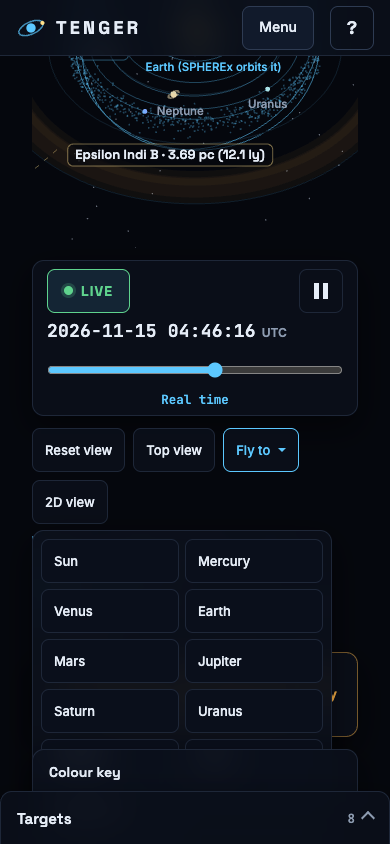 TENGER
Menu
?
Earth (SPHEREx orbits it)
Neptune
Uranus
Epsilon Indi B · 3.69 pc (12.1 ly)
LIVE
2026-11-15 04:46:16 UTC
Real time
Reset view
Top view
Fly to
2D view
Sun
Mercury
Venus
Earth
Mars
Jupiter
Saturn
Uranus
Colour key
Targets
8